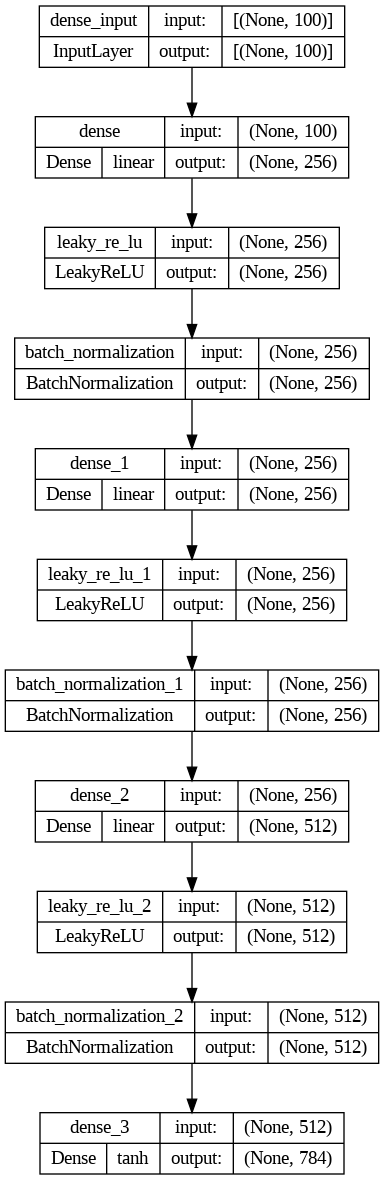 dense_input input: [(None, 100)]
InputLayer output: [(None, 100)]
dense input: (None, 100)
Dense linear output: (None, 256)
leaky_re_lu input: (None, 256)
LeakyReLU output: (None, 256)
batch_normalization input: (None, 256)
BatchNormalization output: (None, 256)
dense_1 input: (None, 256)
Dense linear output: (None, 256)
leaky_re_lu_1 input: (None, 256)
LeakyReLU output: (None, 256)
batch_normalization_1 input: (None, 256)
BatchNormalization output: (None, 256)
dense_2 input: (None, 256)
Dense linear output: (None, 512)
leaky_re_lu_2 input: (None, 512)
LeakyReLU output: (None, 512)
batch_normalization_2 input: (None, 512)
BatchNormalization output: (None, 512)
dense_3 input: (None, 512)
Dense tanh output: (None, 784)